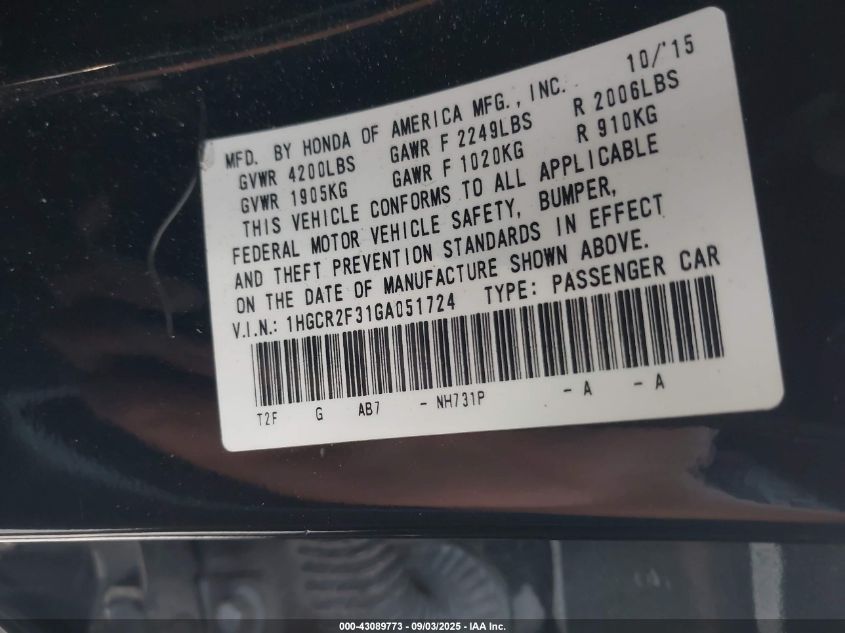 10/'15
MFD. BY HONDA OF AMERICA MFG., INC.
GVWR 4200LBS GAWR F 2249LBS R 2006LBS
GVWR 1905KG GAWR F 1020KG R 910KG
THIS VEHICLE CONFORMS TO ALL APPLICABLE
FEDERAL MOTOR VEHICLE SAFETY, BUMPER,
AND THEFT PREVENTION STANDARDS IN EFFECT
ON THE DATE OF MANUFACTURE SHOWN ABOVE.
V.I.N.: 1HGCR2F31GA051724 TYPE: PASSENGER CAR
T2F G AB7 - NH731P - A - A
000-43089773 - 09/03/2025 - IAA Inc.